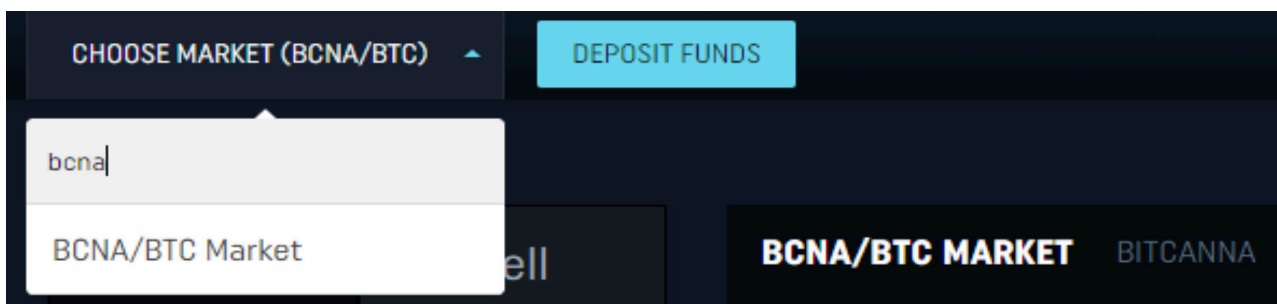 CHOOSE MARKET (BCNA/BTC) DEPOSIT FUNDS
bcna
BCNA/BTC Market
ell
BCNA/BTC MARKET BITCANNA